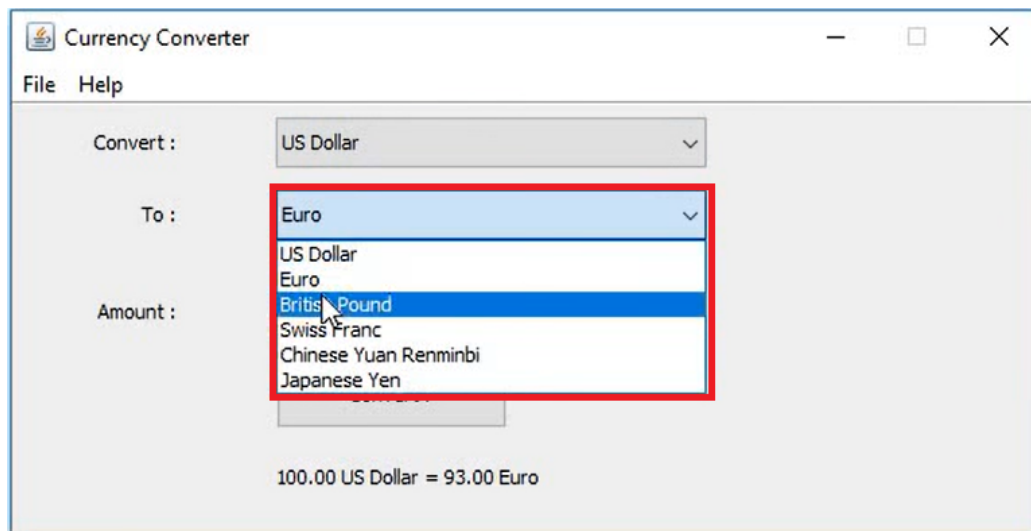 Currency Converter
File Help
Convert : US Dollar
To : Euro
US Dollar
Euro
British Pound
Swiss Franc
Chinese Yuan Renminbi
Japanese Yen
Amount :
100.00 US Dollar = 93.00 Euro